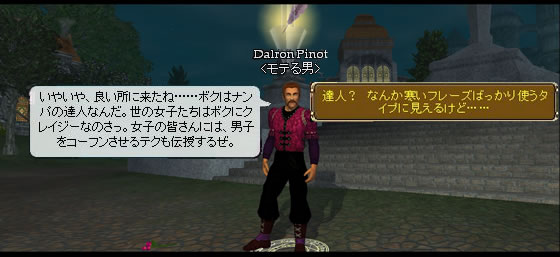 Dalron Pinot
<モテる男>
いやいや、良い所に来たね……ボクはナン
パの達人なんだ。世の女子たちはボクにク
レイジーなのさっ。女子の皆さんには、男子
をコーフンさせるテクも伝授するぜ。
達人？　なんか寒いフレーズばっかり使うタ
イプに見えるけど……